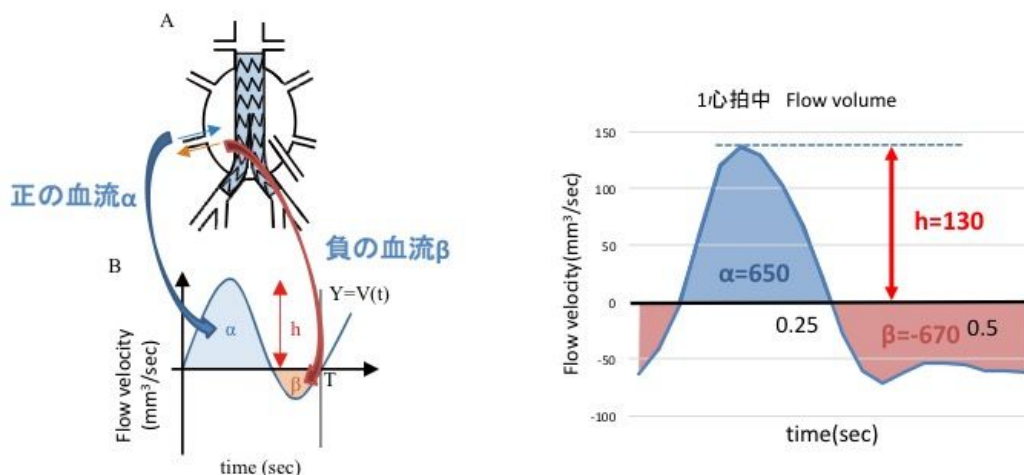 A
正の血流α
負の血流β
B
Y=V(t)
α
h
β
T
Flow velocity
(mm³/sec)
time (sec)
1心拍中 Flow volume
150
100
50
0
-50
-100
Flow velocity(mm³/sec)
h=130
α=650
0.25
β=-670
0.5
time(sec)